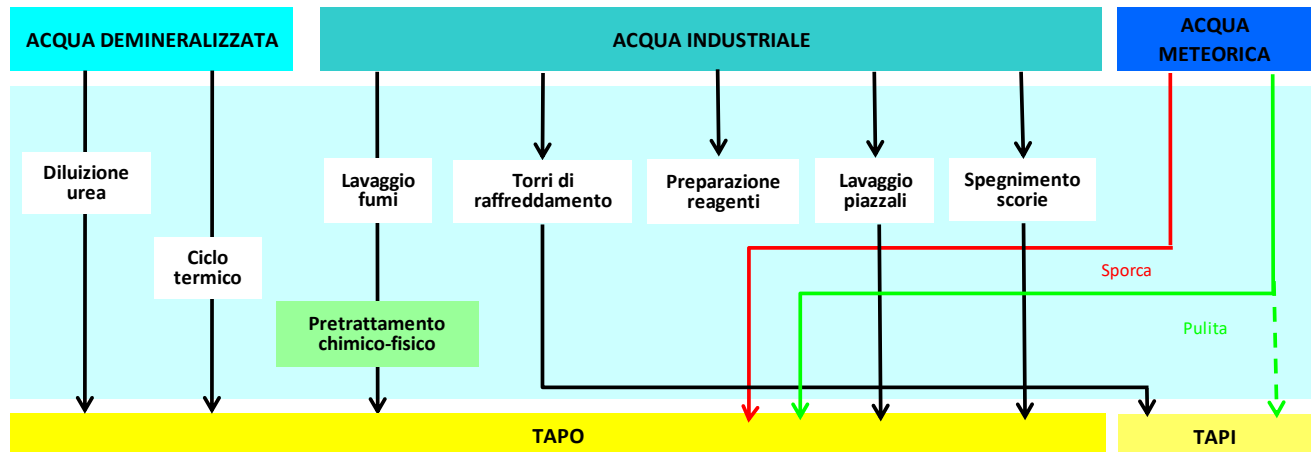 ACQUA DEMINERALIZZATA
ACQUA INDUSTRIALE
ACQUA
METEORICA
Diluizione
urea
Lavaggio
fumi
Torri di
raffreddamento
Preparazione
reagenti
Lavaggio
piazzali
Spegnimento
scorie
Ciclo
termico
Sporca
Pretrattamento
chimico-fisico
Pulita
TAPO
TAPI